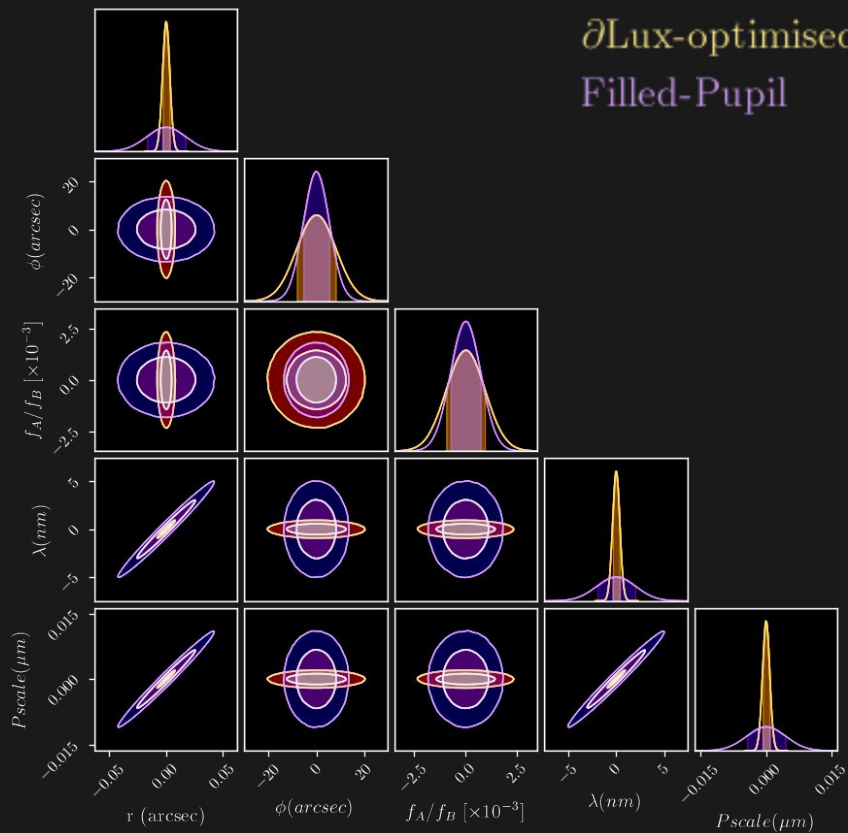 ∂Lux-optimised
Filled-Pupil
ϕ(arcsec)
20
0
−20
f_A/f_B [×10⁻³]
2.5
0.0
−2.5
λ(nm)
5
0
−5
Pscale(μm)
0.015
0.000
−0.015
−0.05 0.00 0.05
r (arcsec)
−20 0 20
ϕ(arcsec)
−2.5 0.0 2.5
f_A/f_B [×10⁻³]
−5 0 5
λ(nm)
−0.015 0.000 0.015
Pscale(μm)